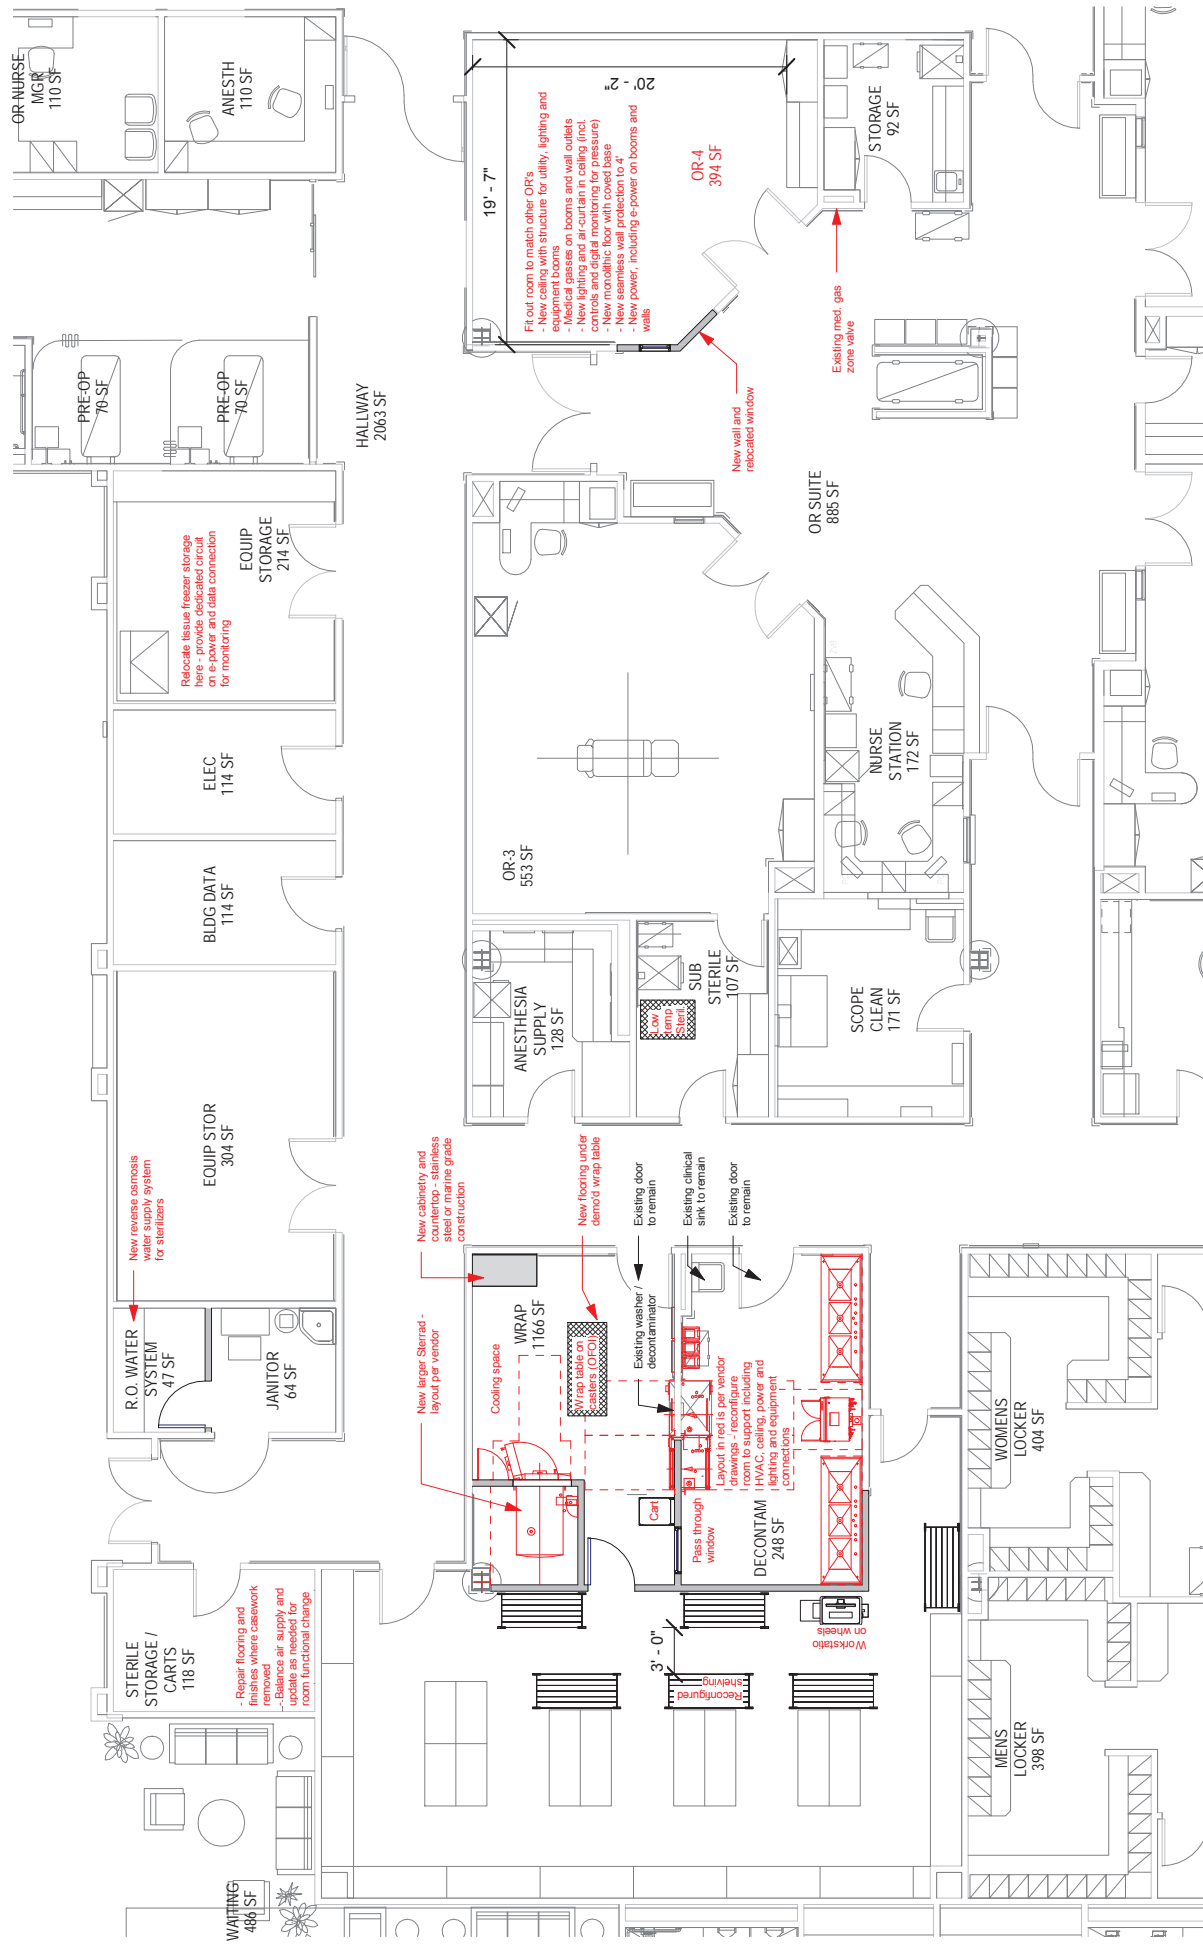 OR NURSE
MGR
110 SF
ANESTH
110 SF
PRE-OP
70 SF
PRE-OP
70 SF
HALLWAY
2063 SF
19' - 7"
20' - 2"
Fit out room to match other OR's
- New ceiling with structure for utility, lighting and
equipment booms
- Medical gasses on booms and wall outlets
- New lighting and air-curtain in ceiling (incl.
controls and digital monitoring for pressure)
- New monolithic floor with coved base
- New seamless wall protection to 4'
- New power, including e-power on booms and
walls
OR-4
394 SF
STORAGE
92 SF
Existing med. gas
zone valve
New wall and
relocated window
OR SUITE
885 SF
EQUIP
STORAGE
214 SF
Relocate tissue freezer storage
here - provide dedicated circuit
on e-power and data connection
for monitoring
ELEC
114 SF
BLDG DATA
114 SF
EQUIP STOR
304 SF
OR-3
553 SF
NURSE
STATION
172 SF
ANESTHESIA
SUPPLY
128 SF
SUB
STERILE
107 SF
Low
temp
Steril.
SCOPE
CLEAN
171 SF
New reverse osmosis
water supply system
for sterilizers
R.O. WATER
SYSTEM
47 SF
JANITOR
64 SF
New cabinetry and
countertop - stainless
steel or marine grade
construction
New larger Sterrad -
layout per vendor
New flooring under
demo'd wrap table
Existing door
to remain
Existing clinical
sink to remain
Existing door
to remain
Existing washer /
decontaminator
WRAP
1166 SF
Cooling space
Wrap table on
casters (OFOI)
Layout in red is per vendor
drawings - reconfigure
room to support including
HVAC, ceiling, power and
lighting and equipment
connections
Cart
Pass through
window
DECONTAM
248 SF
Workstatio
on wheels
3' - 0"
Reconfigured
shelving
STERILE
STORAGE /
CARTS
118 SF
- Repair flooring and
finishes where casework
removed
- Balance air supply and
update as needed for
room functional change
WAITING
486 SF
WOMENS
LOCKER
404 SF
MENS
LOCKER
398 SF